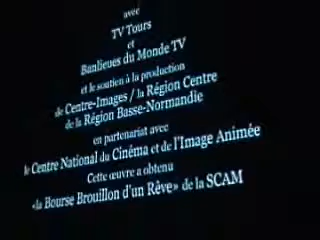 avec
TV Tours
et
Banlieues du Monde TV
et le soutien à la production
de Centre-Images / la Région Centre
de la Région Basse-Normandie
en partenariat avec
le Centre National du Cinéma et de l'Image Animée
Cette œuvre a obtenu
«la Bourse Brouillon d'un Rêve» de la SCAM